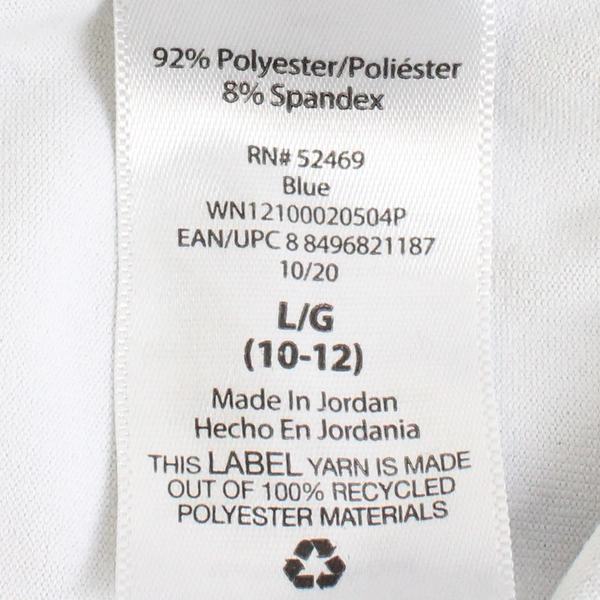 92% Polyester/Poliéster
8% Spandex
RN# 52469
Blue
WN12100020504P
EAN/UPC 8 8496821187
10/20
L/G
(10-12)
Made In Jordan
Hecho En Jordania
THIS LABEL YARN IS MADE
OUT OF 100% RECYCLED
POLYESTER MATERIALS